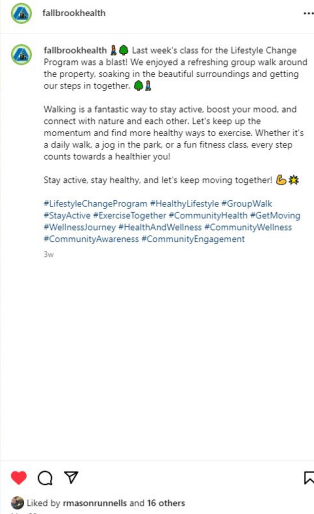 fallbrookhealth
fallbrookhealth 🚶🏽‍♀️🌳 Last week's class for the Lifestyle Change
Program was a blast! We enjoyed a refreshing group walk around
the property, soaking in the beautiful surroundings and getting
our steps in together. 🌳🚶🏽‍♀️
Walking is a fantastic way to stay active, boost your mood, and
connect with nature and each other. Let's keep up the
momentum and find more healthy ways to exercise. Whether it's
a daily walk, a jog in the park, or a fun fitness class, every step
counts towards a healthier you!
Stay active, stay healthy, and let's keep moving together! 💪🌟
#LifestyleChangeProgram #HealthyLifestyle #GroupWalk
#StayActive #ExerciseTogether #CommunityHealth #GetMoving
#WellnessJourney #HealthAndWellness #CommunityWellness
#CommunityAwareness #CommunityEngagement
3w
Liked by rmasonrunnells and 16 others